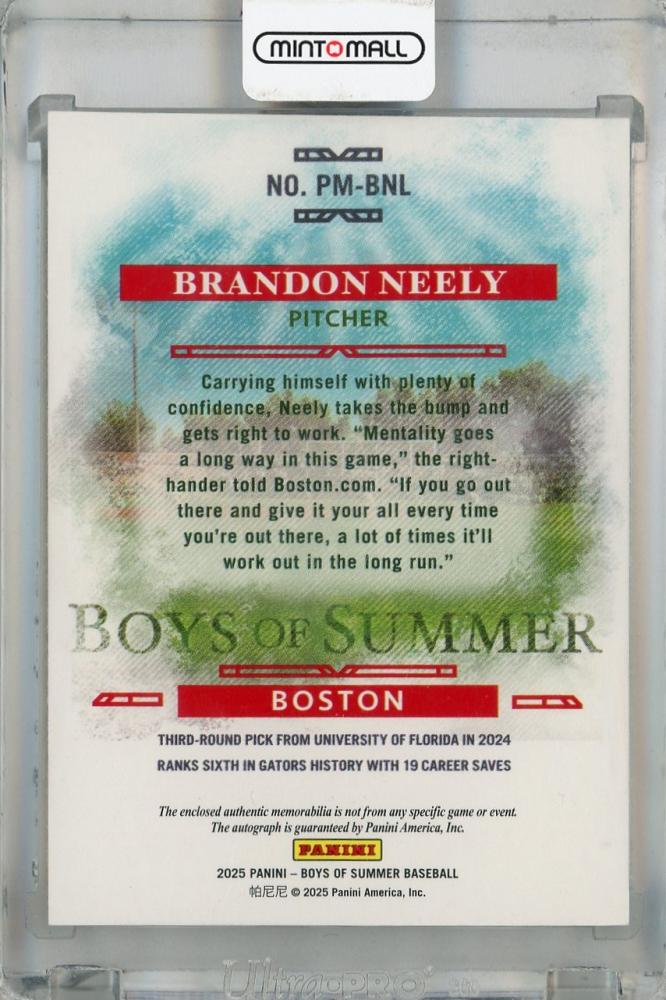 MINTOMALL
NO. PM-BNL
BRANDON NEELY
PITCHER
Carrying himself with plenty of
confidence, Neely takes the bump and
gets right to work. “Mentality goes
a long way in this game,” the right-
hander told Boston.com. “If you go out
there and give it your all every time
you’re out there, a lot of times it’ll
work out in the long run.”
BOYS OF SUMMER
BOSTON
THIRD-ROUND PICK FROM UNIVERSITY OF FLORIDA IN 2024
RANKS SIXTH IN GATORS HISTORY WITH 19 CAREER SAVES
The enclosed authentic memorabilia is not from any specific game or event.
The autograph is guaranteed by Panini America, Inc.
PANINI
2025 PANINI – BOYS OF SUMMER BASEBALL
帕尼尼 © 2025 Panini America, Inc.
Ultra-PRO